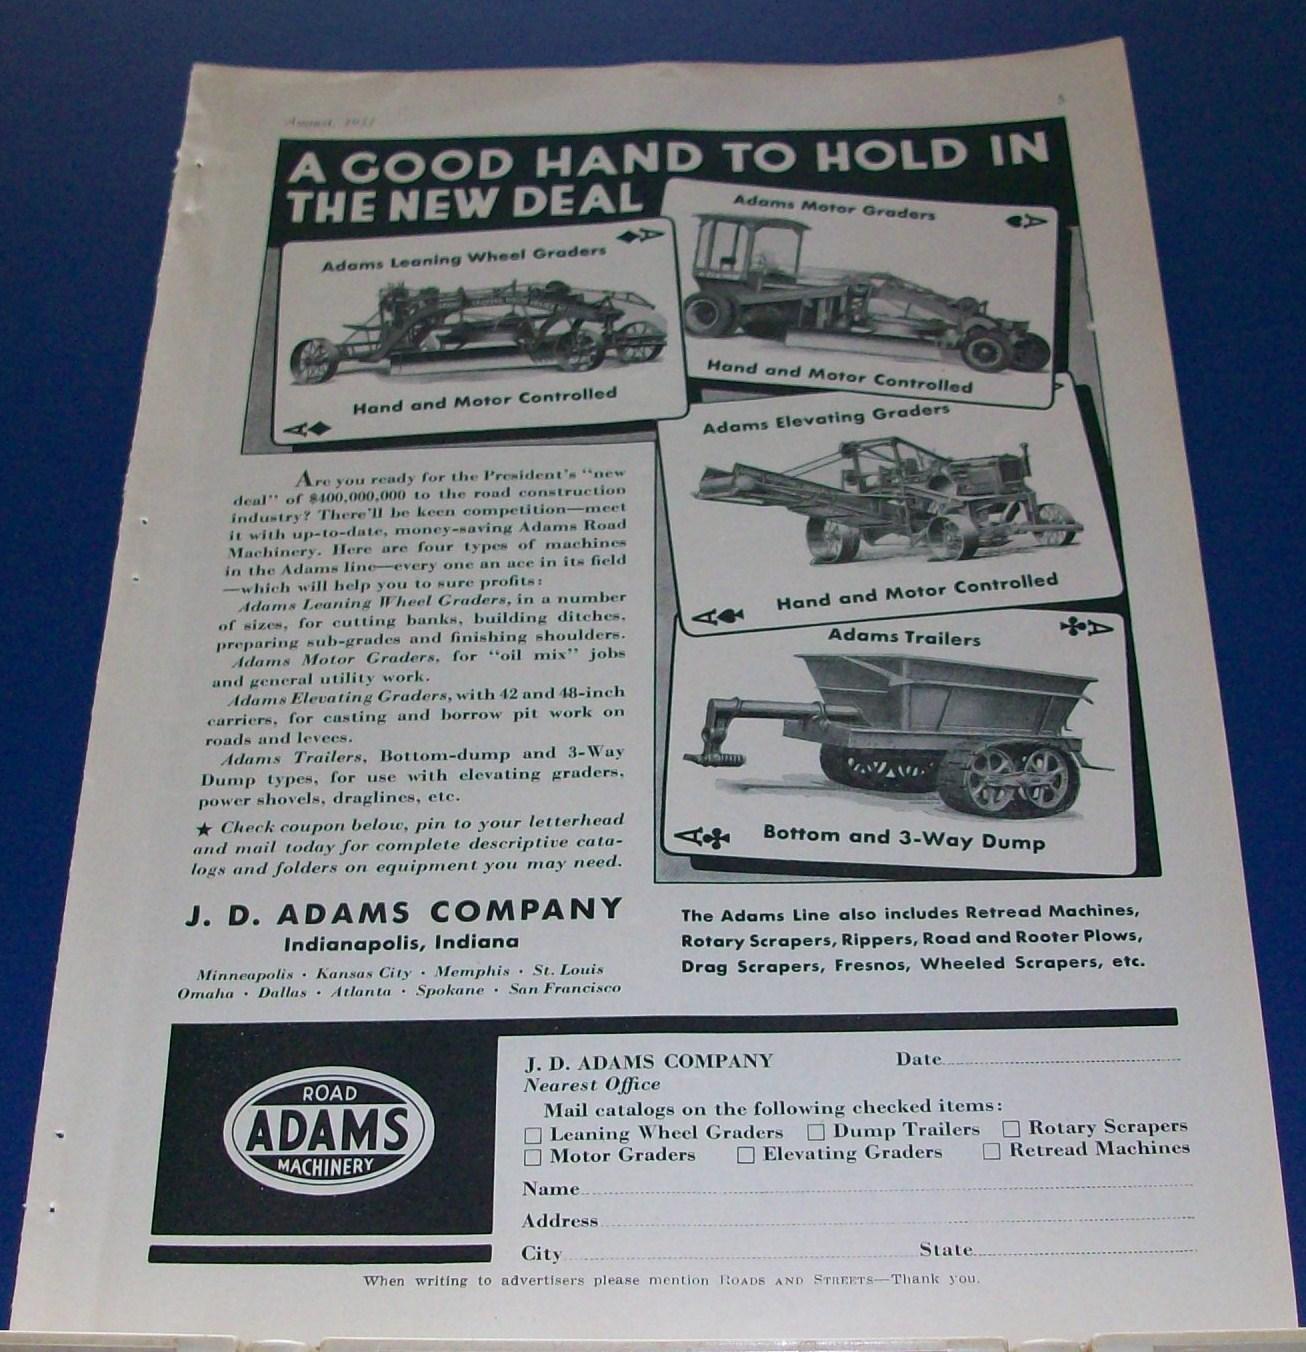 August, 5
A GOOD HAND TO HOLD IN
THE NEW DEAL
A
Adams Leaning Wheel Graders
Hand and Motor Controlled
A
Adams Motor Graders
A
Hand and Motor Controlled
Adams Elevating Graders
Hand and Motor Controlled
A
Adams Trailers
A
Bottom and 3-Way Dump
A
Are you ready for the President's "new
deal" of $400,000,000 to the road construction
industry? There'll be keen competition—meet
it with up-to-date, money-saving Adams Road
Machinery. Here are four types of machines
in the Adams line—every one an ace in its field
—which will help you to sure profits:
Adams Leaning Wheel Graders, in a number
of sizes, for cutting banks, building ditches,
preparing sub-grades and finishing shoulders.
Adams Motor Graders, for "oil mix" jobs
and general utility work.
Adams Elevating Graders, with 42 and 48-inch
carriers, for casting and borrow pit work on
roads and levees.
Adams Trailers, Bottom-dump and 3-Way
Dump types, for use with elevating graders,
power shovels, draglines, etc.
★ Check coupon below, pin to your letterhead
and mail today for complete descriptive cata-
logs and folders on equipment you may need.
J. D. ADAMS COMPANY
Indianapolis, Indiana
Minneapolis · Kansas City · Memphis · St. Louis
Omaha · Dallas · Atlanta · Spokane · San Francisco
The Adams Line also includes Retread Machines,
Rotary Scrapers, Rippers, Road and Rooter Plows,
Drag Scrapers, Fresnos, Wheeled Scrapers, etc.
ROAD
ADAMS
MACHINERY
J. D. ADAMS COMPANY Date
Nearest Office
Mail catalogs on the following checked items:
□ Leaning Wheel Graders □ Dump Trailers □ Rotary Scrapers
□ Motor Graders □ Elevating Graders □ Retread Machines
Name
Address
City State
When writing to advertisers please mention ROADS AND STREETS—Thank you.